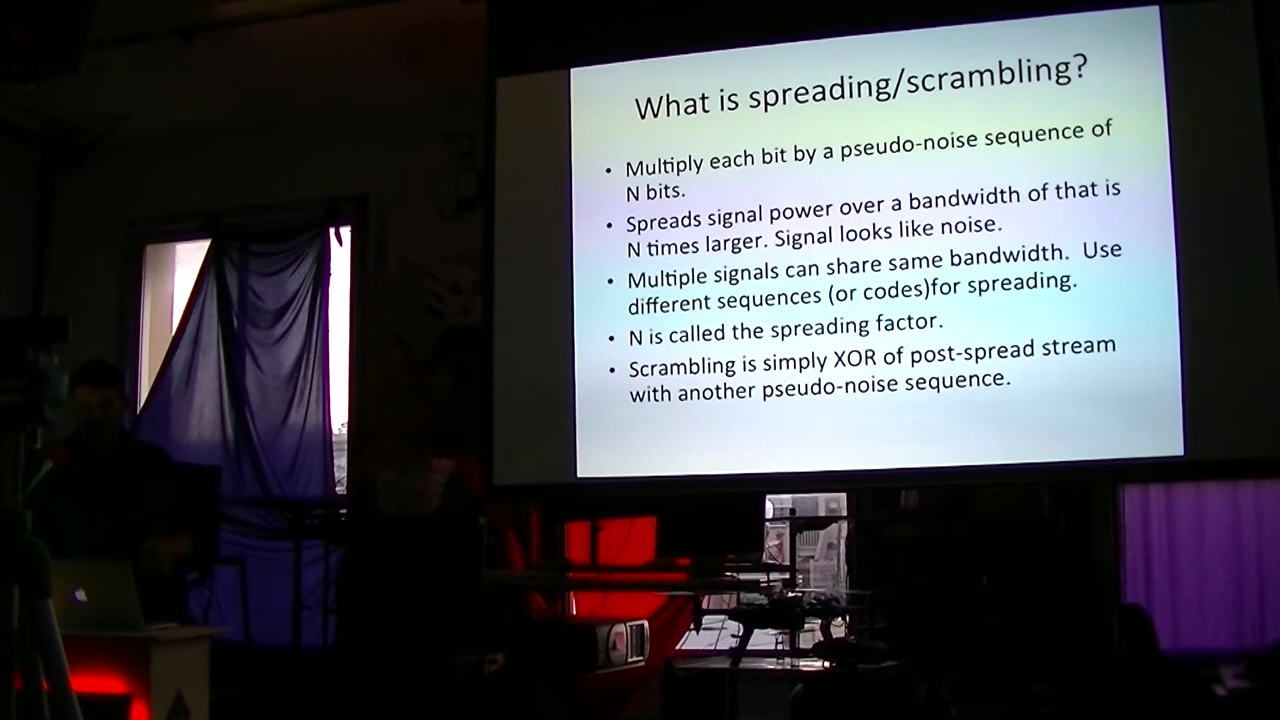 What is spreading/scrambling?
• Multiply each bit by a pseudo-noise sequence of
N bits.
• Spreads signal power over a bandwidth of that is
N times larger. Signal looks like noise.
• Multiple signals can share same bandwidth.  Use
different sequences (or codes)for spreading.
• N is called the spreading factor.
• Scrambling is simply XOR of post-spread stream
with another pseudo-noise sequence.